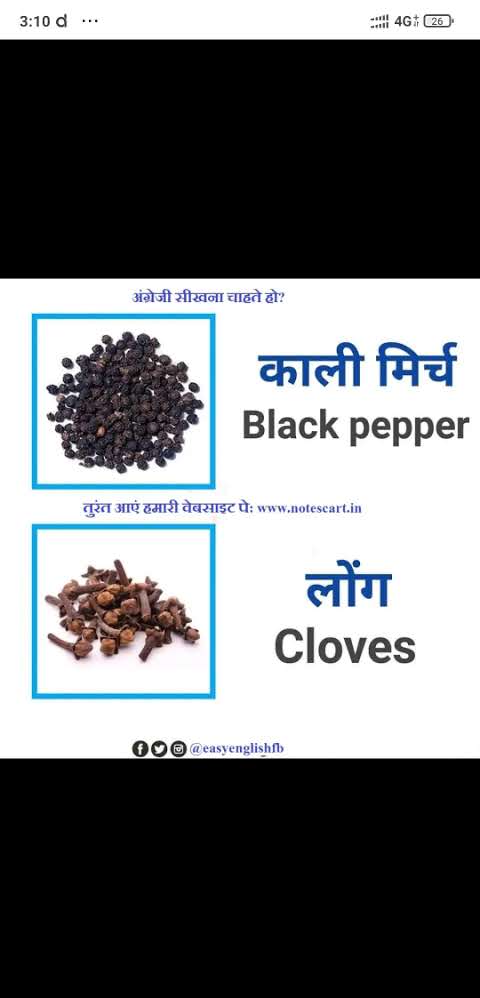 3:10 d ...
4G 26
अंग्रेजी सीखना चाहते हो?
काली मिर्च
Black pepper
तुरंत आएं हमारी वेबसाइट पे: www.notescart.in
लोंग
Cloves
@easyenglishfb